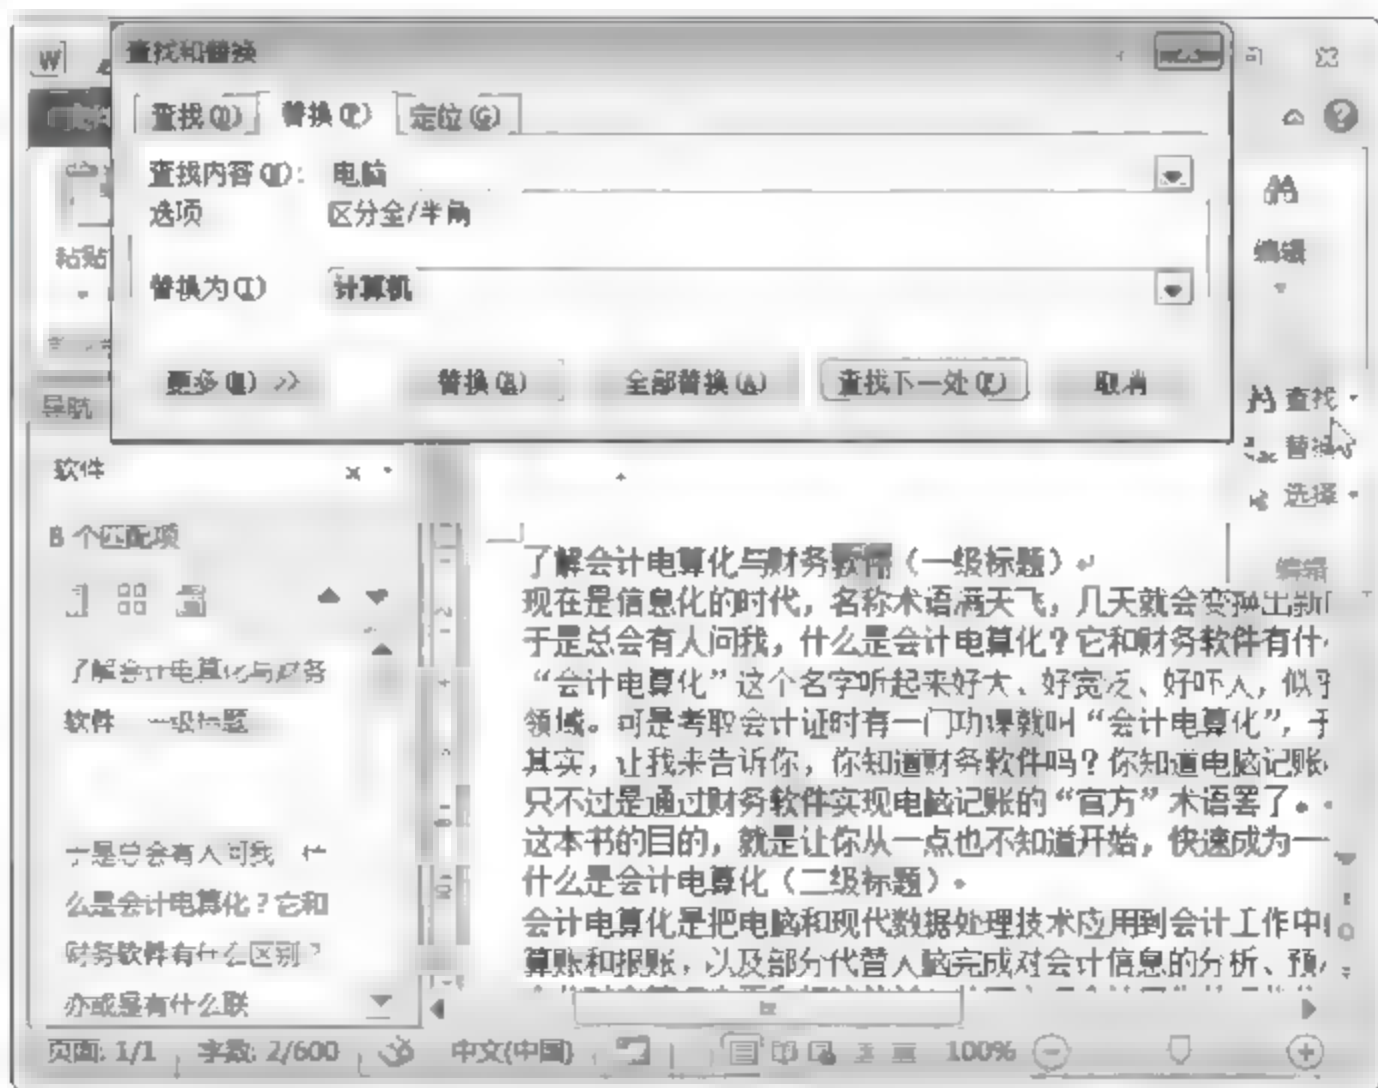 查找和替换
查找(D) 替换(P) 定位(G)
查找内容(N): 电脑
选项 区分全/半角
替换为(I) 计算机
更多(M) >> 替换(R) 全部替换(A) 查找下一处(F) 取消
粘贴
编辑
查找
替换
选择
编辑
导航
软件
8 个匹配项
了解会计电算化与财务
软件 一级标题
于是总会有人问我 什
么是会计电算化?它和
财务软件有什么区别?
亦或是有什么联
了解会计电算化与财务软件(一级标题)
现在是信息化的时代,名称术语满天飞,几天就会变换出新
于是总会有人问我,什么是会计电算化?它和财务软件有什
“会计电算化”这个名字听起来好大、好宽泛、好吓人,似乎
领域。可是考取会计证时有一门功课就叫“会计电算化”,于
其实,让我来告诉你,你知道财务软件吗?你知道电脑记账
只不过是通过财务软件实现电脑记账的“官方”术语罢了。
这本书的目的,就是让你从一点也不知道开始,快速成为一
什么是会计电算化(二级标题)
会计电算化是把电脑和现代数据处理技术应用到会计工作中
算账和报账,以及部分代替人脑完成对会计信息的分析、预
页面: 1/1 字数: 2/600 中文(中国) 100%